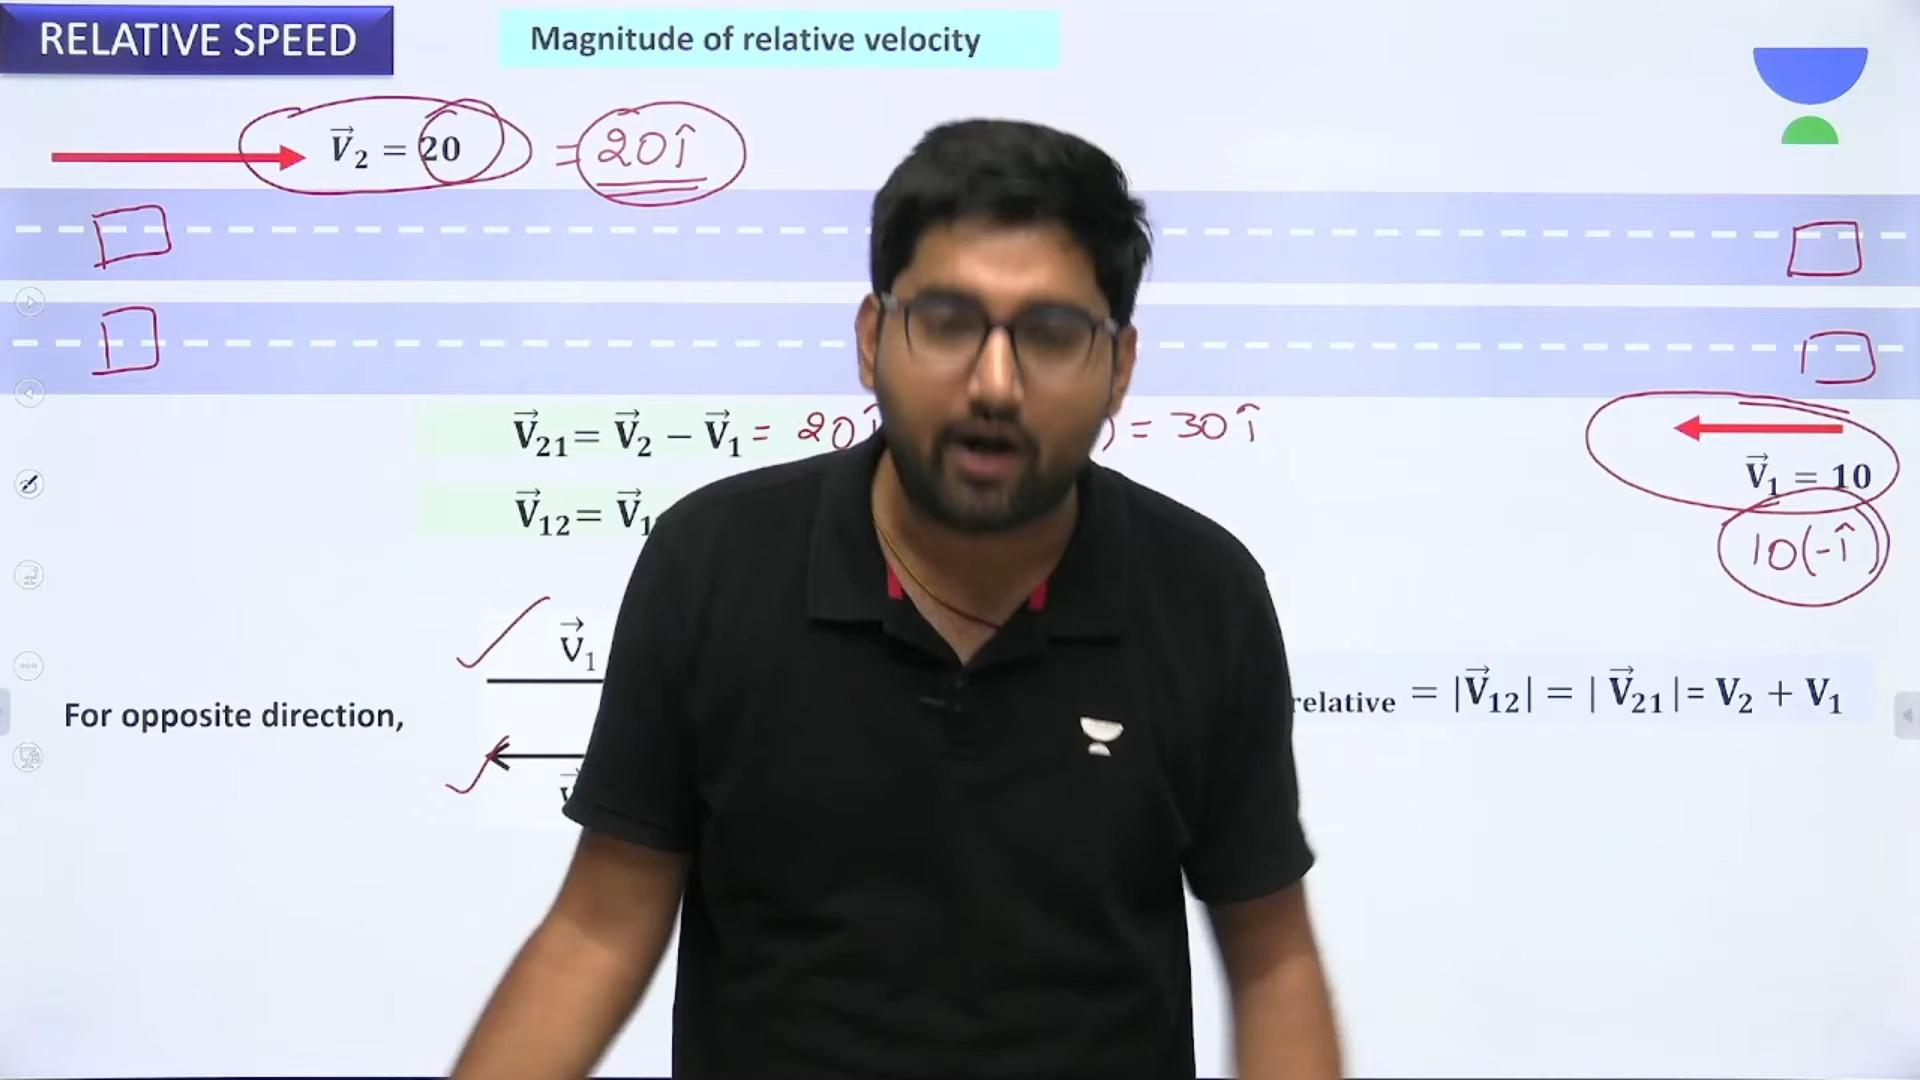 RELATIVE SPEED
Magnitude of relative velocity
V⃗₂ = 20 = 20î
V⃗₂₁= V⃗₂ − V⃗₁ = 20î ) = 30î
V⃗₁ = 10
V⃗₁₂= V⃗₁
10(-î)
V⃗₁
relative = |V⃗₁₂| = | V⃗₂₁|= V₂ + V₁
For opposite direction,